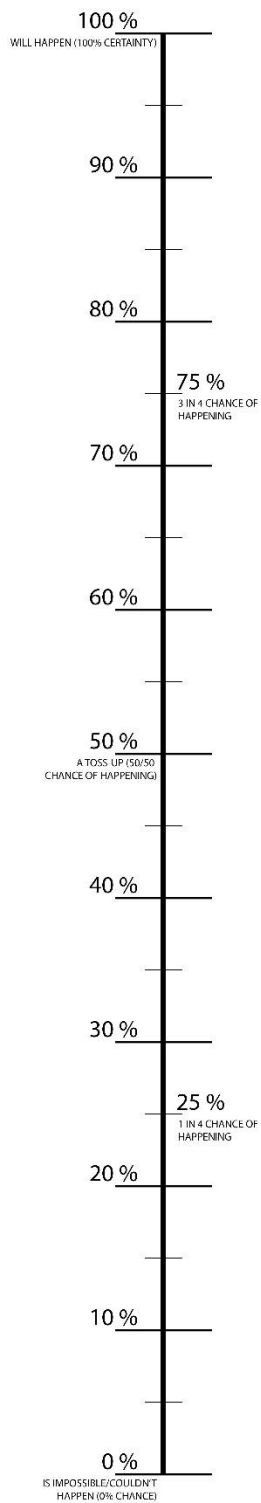 100 %
WILL HAPPEN (100% CERTAINTY)
90 %
80 %
75 %
3 IN 4 CHANCE OF
HAPPENING
70 %
60 %
50 %
A TOSS UP (50/50
CHANCE OF HAPPENING)
40 %
30 %
25 %
1 IN 4 CHANCE OF
HAPPENING
20 %
10 %
0 %
IS IMPOSSIBLE/COULDN'T
HAPPEN (0% CHANCE)